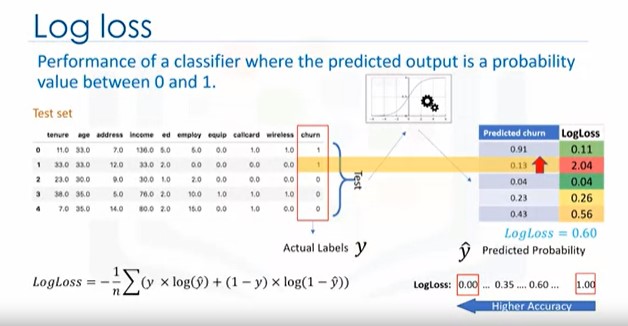 Log loss
Performance of a classifier where the predicted output is a probability
value between 0 and 1.
Test set
tenure age address income ed employ equip callcard wireless churn
0 11.0 33.0 7.0 136.0 5.0 5.0 0.0 1.0 1.0 1
1 33.0 33.0 12.0 33.0 2.0 0.0 0.0 0.0 0.0 1
2 23.0 30.0 9.0 30.0 1.0 2.0 0.0 0.0 0.0 0
3 38.0 35.0 5.0 76.0 2.0 10.0 1.0 1.0 1.0 0
4 7.0 35.0 14.0 80.0 2.0 15.0 0.0 1.0 0.0 0
Test
Predicted churn LogLoss
0.91 0.11
0.13 2.04
0.04 0.04
0.23 0.26
0.43 0.56
LogLoss = 0.60
Actual Labels y
ŷ Predicted Probability
LogLoss = −1/n ∑(y × log(ŷ) + (1 − y) × log(1 − ŷ))
LogLoss: 0.00 ... 0.35 .... 0.60 ... 1.00
Higher Accuracy